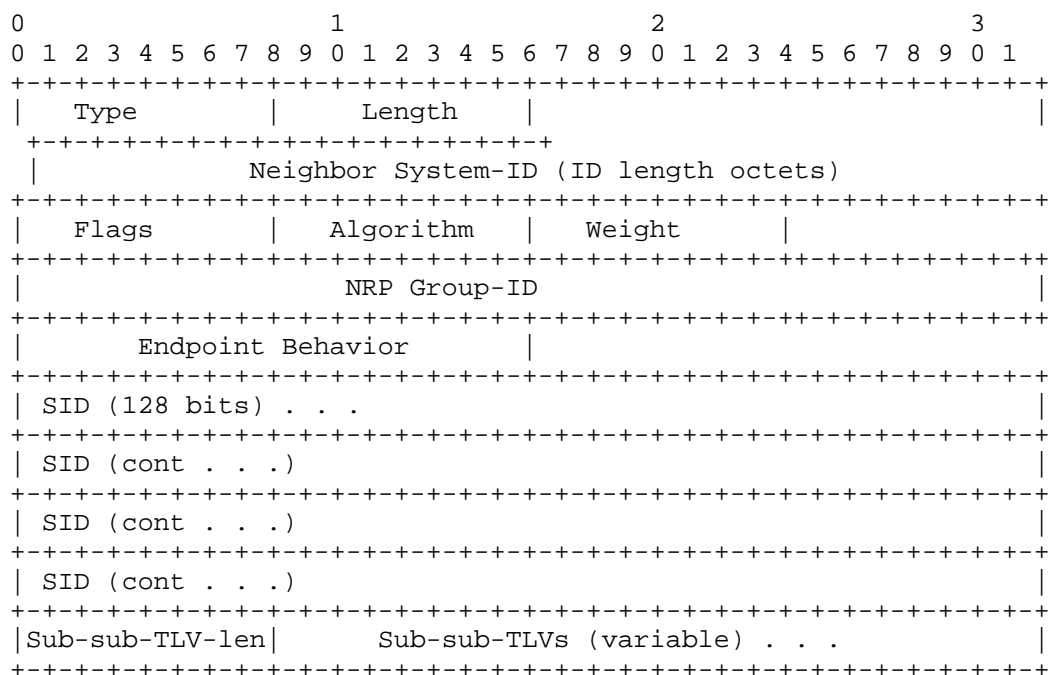 0                   1                   2                   3
0 1 2 3 4 5 6 7 8 9 0 1 2 3 4 5 6 7 8 9 0 1 2 3 4 5 6 7 8 9 0 1
+-+-+-+-+-+-+-+-+-+-+-+-+-+-+-+-+-+-+-+-+-+-+-+-+-+-+-+-+-+-+-+-+
|   Type        |     Length    |                               |
 +-+-+-+-+-+-+-+-+-+-+-+-+-+-+-+-+
 |             Neighbor System-ID (ID length octets)
+-+-+-+-+-+-+-+-+-+-+-+-+-+-+-+-+-+-+-+-+-+-+-+-+-+-+-+-+-+-+-+-+
|   Flags       |   Algorithm   |   Weight      |
+-+-+-+-+-+-+-+-+-+-+-+-+-+-+-+-+-+-+-+-+-+-+-+-++-+-+-+-+-+-+-++
|                    NRP Group-ID                               |
+-+-+-+-+-+-+-+-+-+-+-+-+-+-+-+-+-+-+-+-+-+-+-+-++-++-+-+-+-+-+-++
|       Endpoint Behavior       |
+-+-+-+-+-+-+-+-+-+-+-+-+-+-+-+-+-+-+-+-+-+-+-+-+-+-+-+-+-+-+-+-+
| SID (128 bits) . . .                                          |
+-+-+-+-+-+-+-+-+-+-+-+-+-+-+-+-+-+-+-+-+-+-+-+-+-+-+-+-+-+-+-+-+
| SID (cont . . .)                                              |
+-+-+-+-+-+-+-+-+-+-+-+-+-+-+-+-+-+-+-+-+-+-+-+-+-+-+-+-+-+-+-+-+
| SID (cont . . .)                                              |
+-+-+-+-+-+-+-+-+-+-+-+-+-+-+-+-+-+-+-+-+-+-+-+-+-+-+-+-+-+-+-+-+
| SID (cont . . .)                                              |
+-+-+-+-+-+-+-+-+-+-+-+-+-+-+-+-+-+-+-+-+-+-+-+-+-+-+-+-+-+-+-+-+
|Sub-sub-TLV-len|      Sub-sub-TLVs (variable) . . .            |
+-+-+-+-+-+-+-+-+-+-+-+-+-+-+-+-+-+-+-+-+-+-+-+-+-+-+-+-+-+-+-+-+